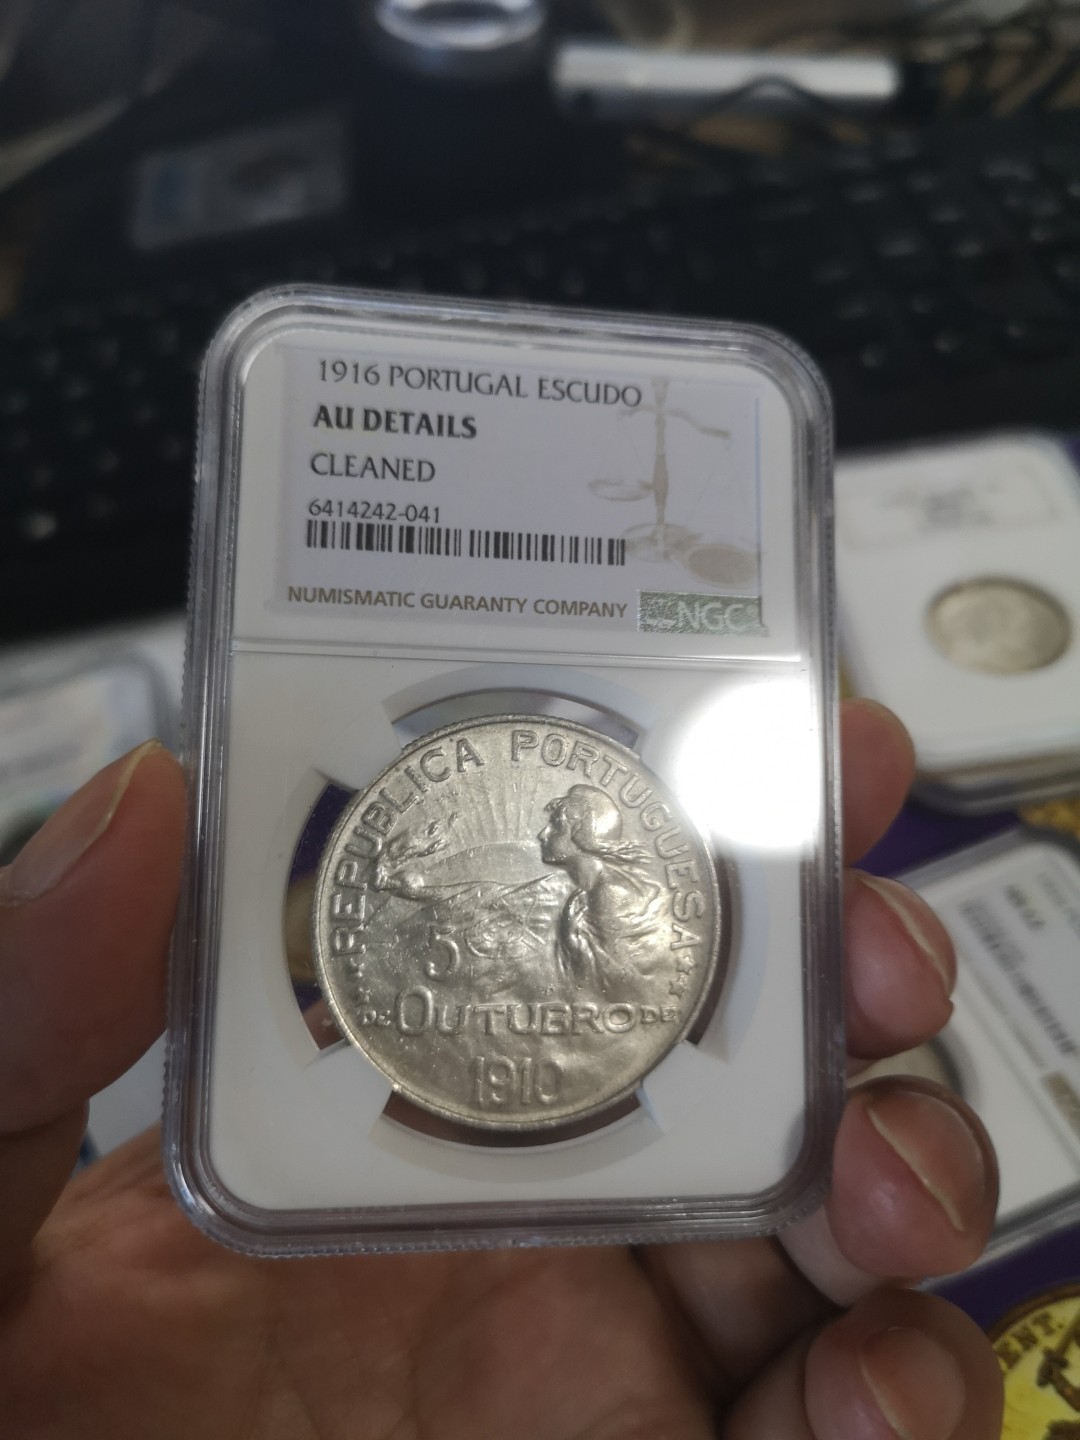 1916 PORTUGAL ESCUDO
AU DETAILS
CLEANED
6414242-041
NUMISMATIC GUARANTY COMPANY
NGC
REPUBLICA PORTUGUESA
5
DE OUTUBRO DE
1910
ENT.